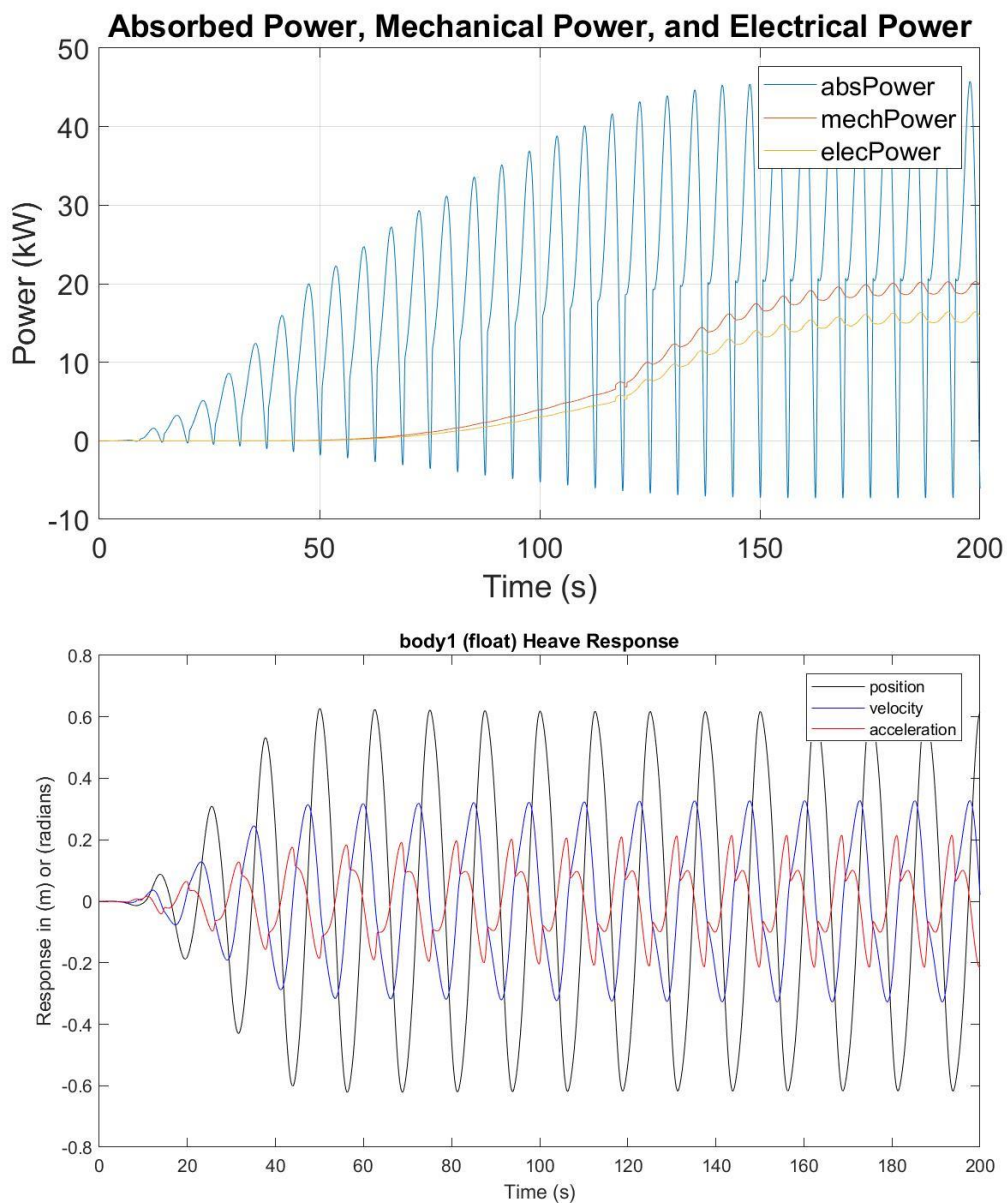 Absorbed Power, Mechanical Power, and Electrical Power
50
40
30
20
10
0
-10
Power (kW)
absPower
mechPower
elecPower
0 50 100 150 200
Time (s)
body1 (float) Heave Response
0.8
0.6
0.4
0.2
0
-0.2
-0.4
-0.6
-0.8
Response in (m) or (radians)
position
velocity
acceleration
0 20 40 60 80 100 120 140 160 180 200
Time (s)